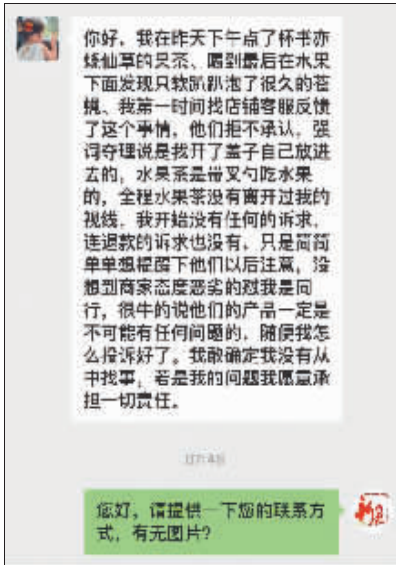 你好，我在昨天下午点了杯书亦
烧仙草的果茶、喝到最后在水果
下面发现只软趴趴泡了很久的苍
蝇、我第一时间找店铺客服反馈
了这个事情，他们拒不承认，强
词夺理说是我开了盖子自己放进
去的，水果茶是带叉勺吃水果
的，全程水果茶没有离开过我的
视线，我开始没有任何的诉求，
连退款的诉求也没有，只是简简
单单想提醒下他们以后注意，没
想到商家态度恶劣的怼我是同
行，很牛的说他们的产品一定是
不可能有任何问题的，随便我怎
么投诉好了。我敢确定我没有从
中找事，若是我的问题我愿意承
担一切责任。
您好，请提供一下您的联系方
式，有无图片？